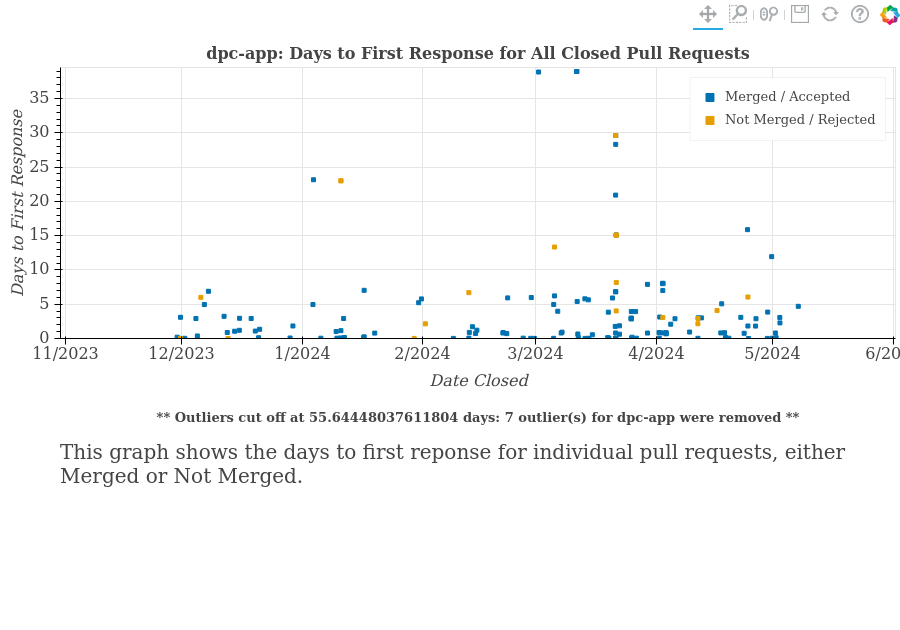 dpc-app: Days to First Response for All Closed Pull Requests
Days to First Response
35
30
25
20
15
10
5
0
Merged / Accepted
Not Merged / Rejected
11/2023 12/2023 1/2024 2/2024 3/2024 4/2024 5/2024 6/20
Date Closed
** Outliers cut off at 55.64448037611804 days: 7 outlier(s) for dpc-app were removed **
This graph shows the days to first reponse for individual pull requests, either
Merged or Not Merged.